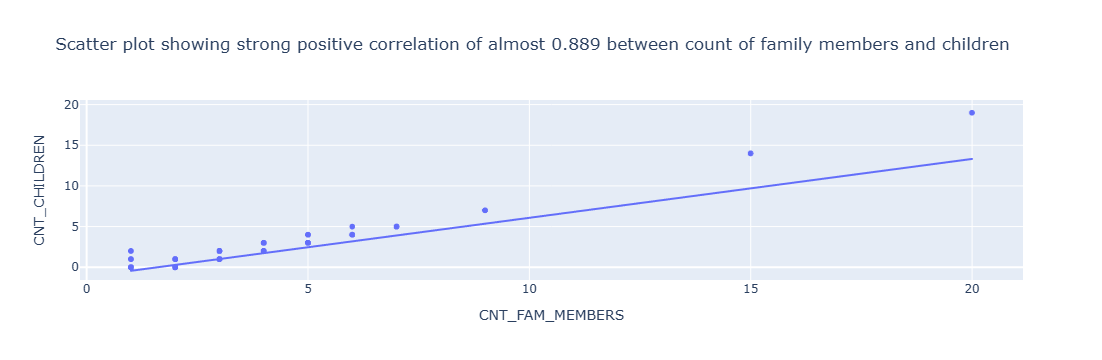 Scatter plot showing strong positive correlation of almost 0.889 between count of family members and children
20
15
10
5
0
CNT_CHILDREN
0 5 10 15 20
CNT_FAM_MEMBERS